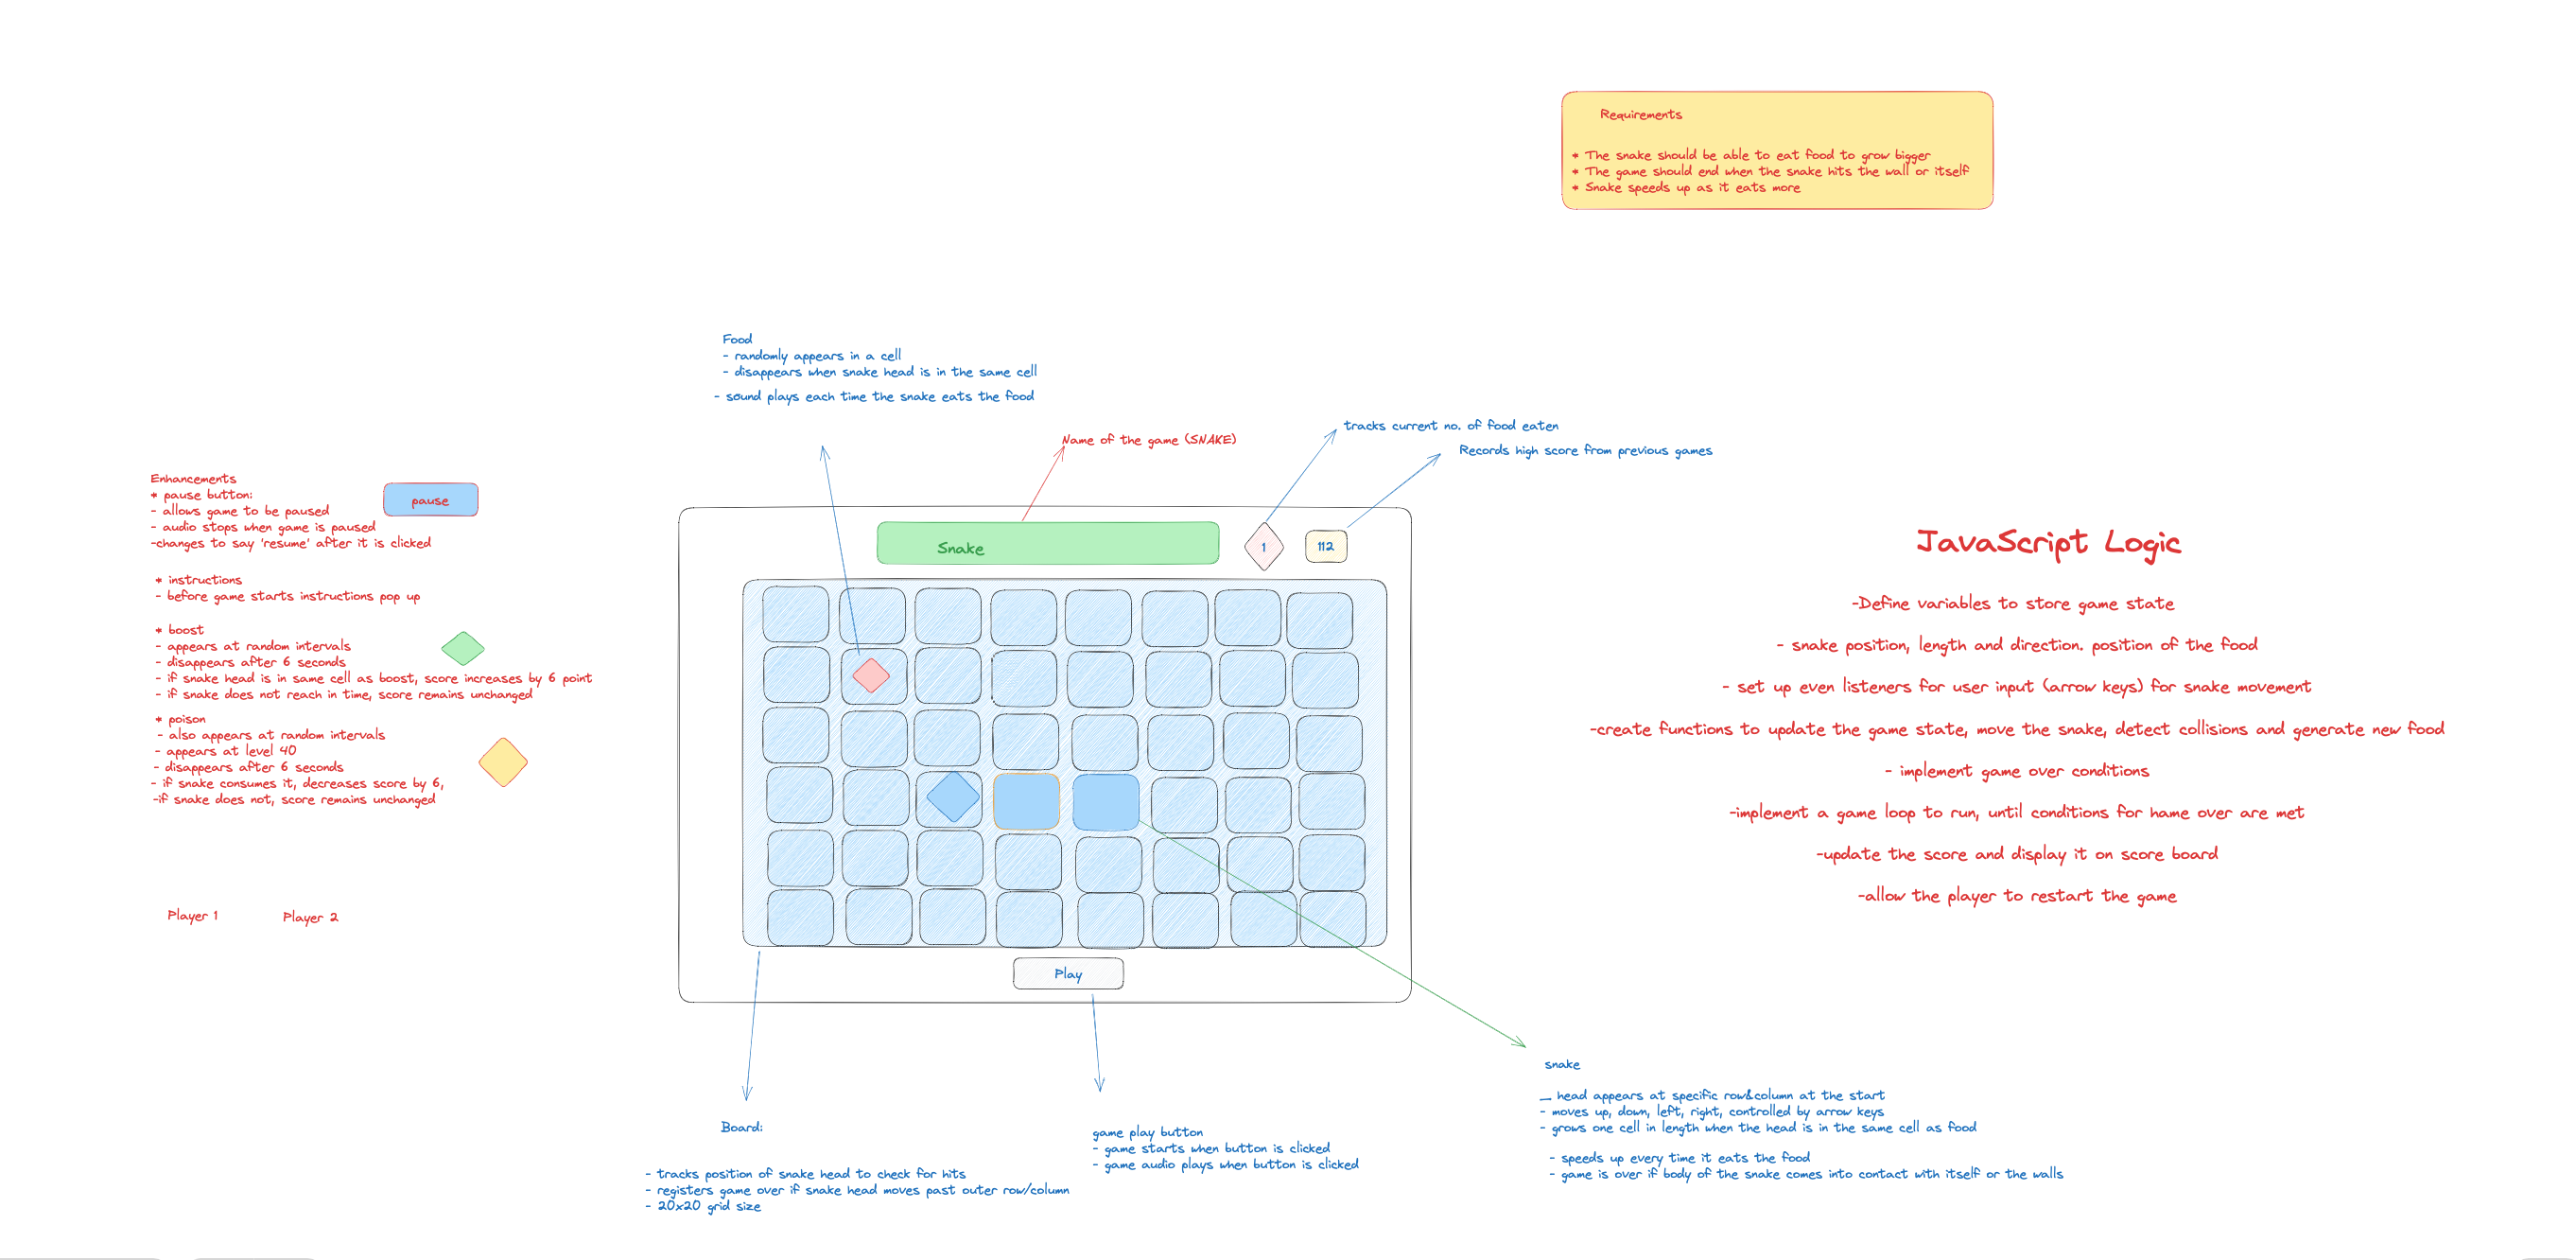 Requirements
* The snake should be able to eat food to grow bigger
* The game should end when the snake hits the wall or itself
* Snake speeds up as it eats more
Food
- randomly appears in a cell
- disappears when snake head is in the same cell
- sound plays each time the snake eats the food
Name of the game (SNAKE)
tracks current no. of food eaten
Records high score from previous games
Enhancements
* pause button:
- allows game to be paused
- audio stops when game is paused
-changes to say 'resume' after it is clicked
pause
* instructions
- before game starts instructions pop up
* boost
- appears at random intervals
- disappears after 6 seconds
- if snake head is in same cell as boost, score increases by 6 point
- if snake does not reach in time, score remains unchanged
* poison
- also appears at random intervals
- appears at level 40
- disappears after 6 seconds
- if snake consumes it, decreases score by 6,
-if snake does not, score remains unchanged
Player 1
Player 2
Snake
1
112
Play
JavaScript Logic
-Define variables to store game state
- snake position, length and direction. position of the food
- set up even listeners for user input (arrow keys) for snake movement
-create functions to update the game state, move the snake, detect collisions and generate new food
- implement game over conditions
-implement a game loop to run, until conditions for hame over are met
-update the score and display it on score board
-allow the player to restart the game
Board:
- tracks position of snake head to check for hits
- registers game over if snake head moves past outer row/column
- 20x20 grid size
game play button
- game starts when button is clicked
- game audio plays when button is clicked
snake
_ head appears at specific row&column at the start
- moves up, down, left, right, controlled by arrow keys
- grows one cell in length when the head is in the same cell as food
- speeds up every time it eats the food
- game is over if body of the snake comes into contact with itself or the walls